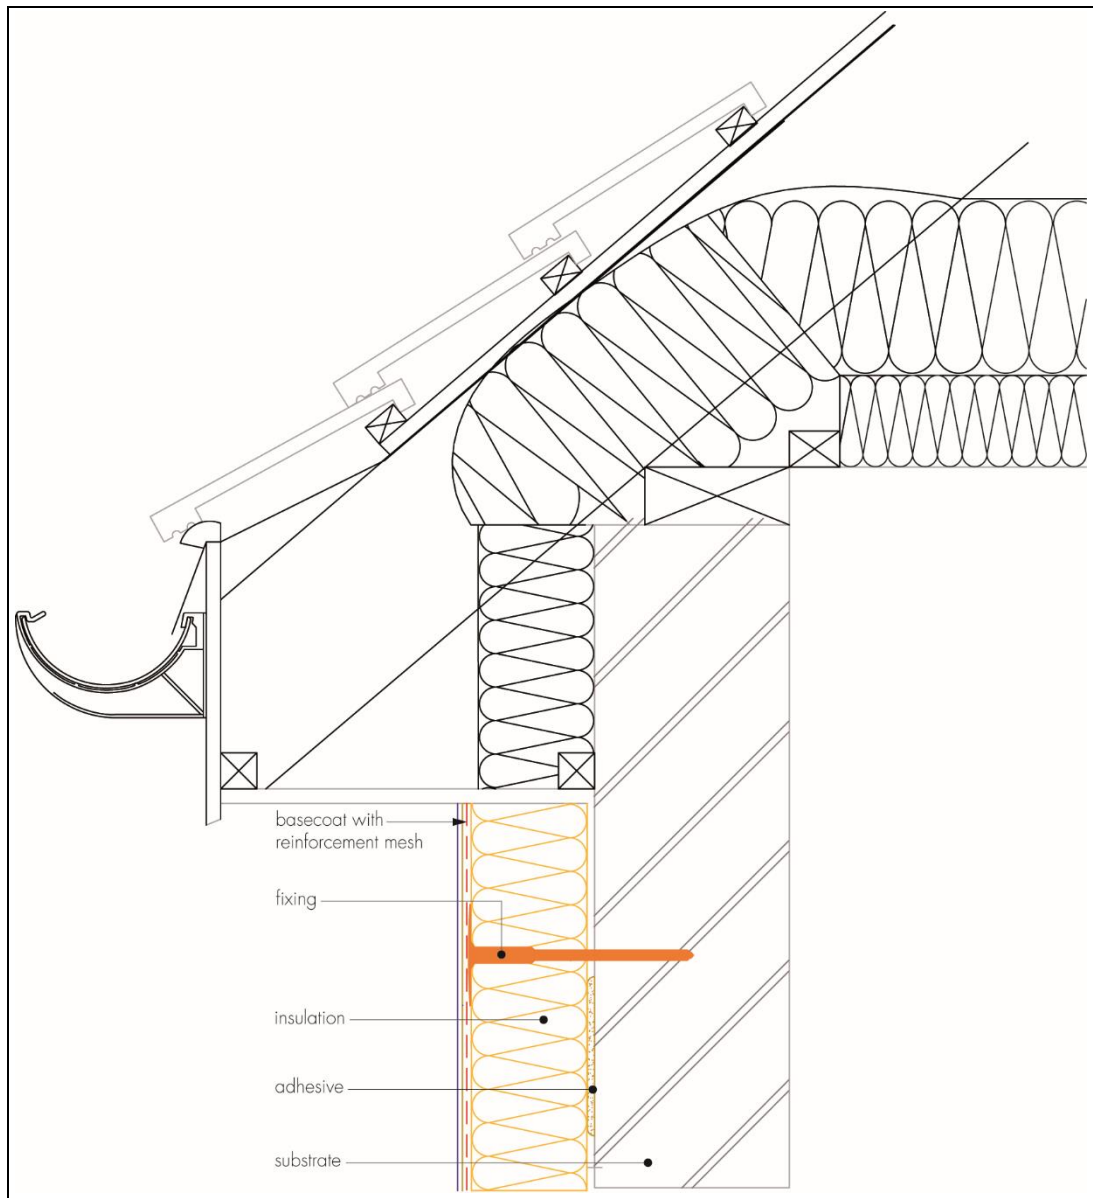 basecoat with
reinforcement mesh
fixing
insulation
adhesive
substrate